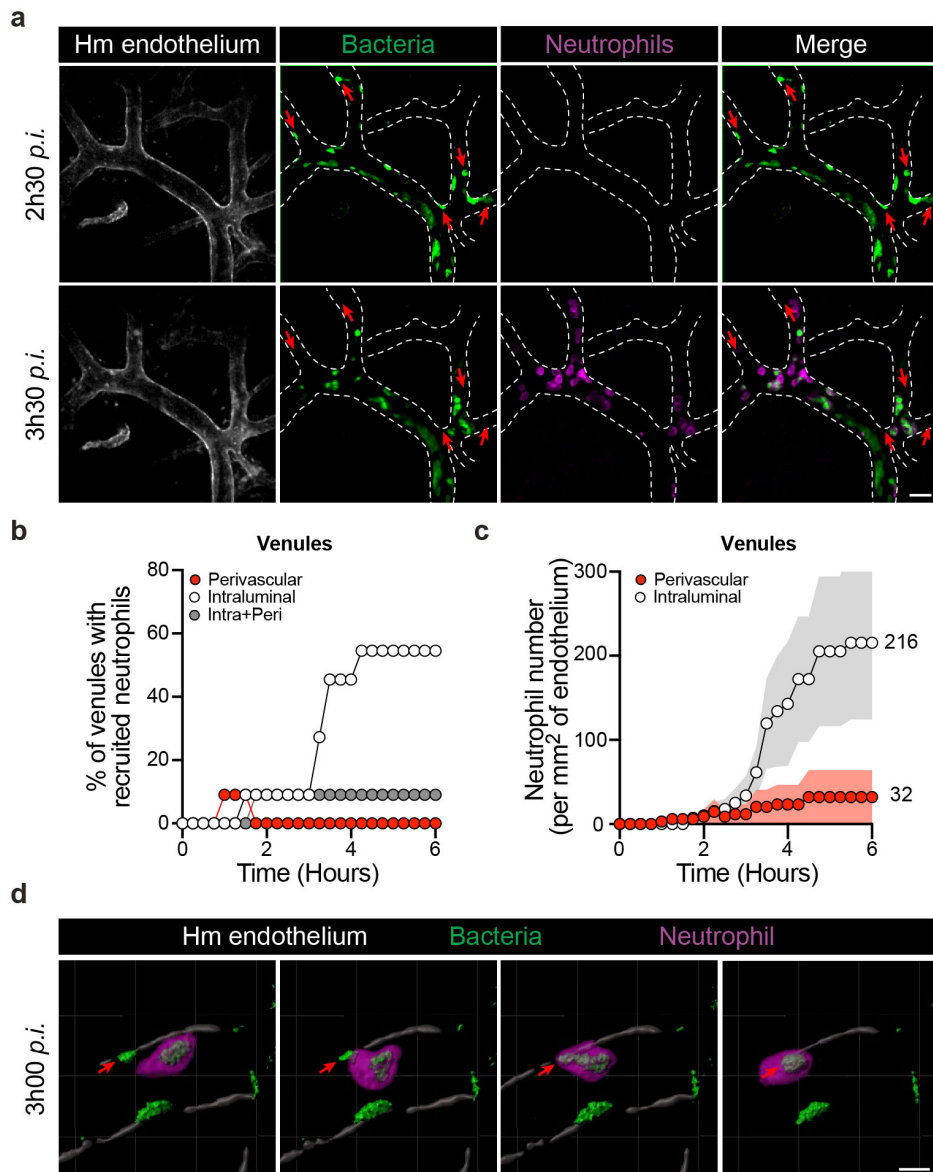 a
Hm endothelium Bacteria Neutrophils Merge
2h30 p.i.
3h30 p.i.
b
Venules
Perivascular
Intraluminal
Intra+Peri
80
60
40
20
0
% of venules with
recruited neutrophils
0 2 4 6
Time (Hours)
c
Venules
Perivascular
Intraluminal
300
200
100
0
Neutrophil number
(per mm² of endothelium)
216
32
0 2 4 6
Time (Hours)
d
Hm endothelium Bacteria Neutrophil
3h00 p.i.